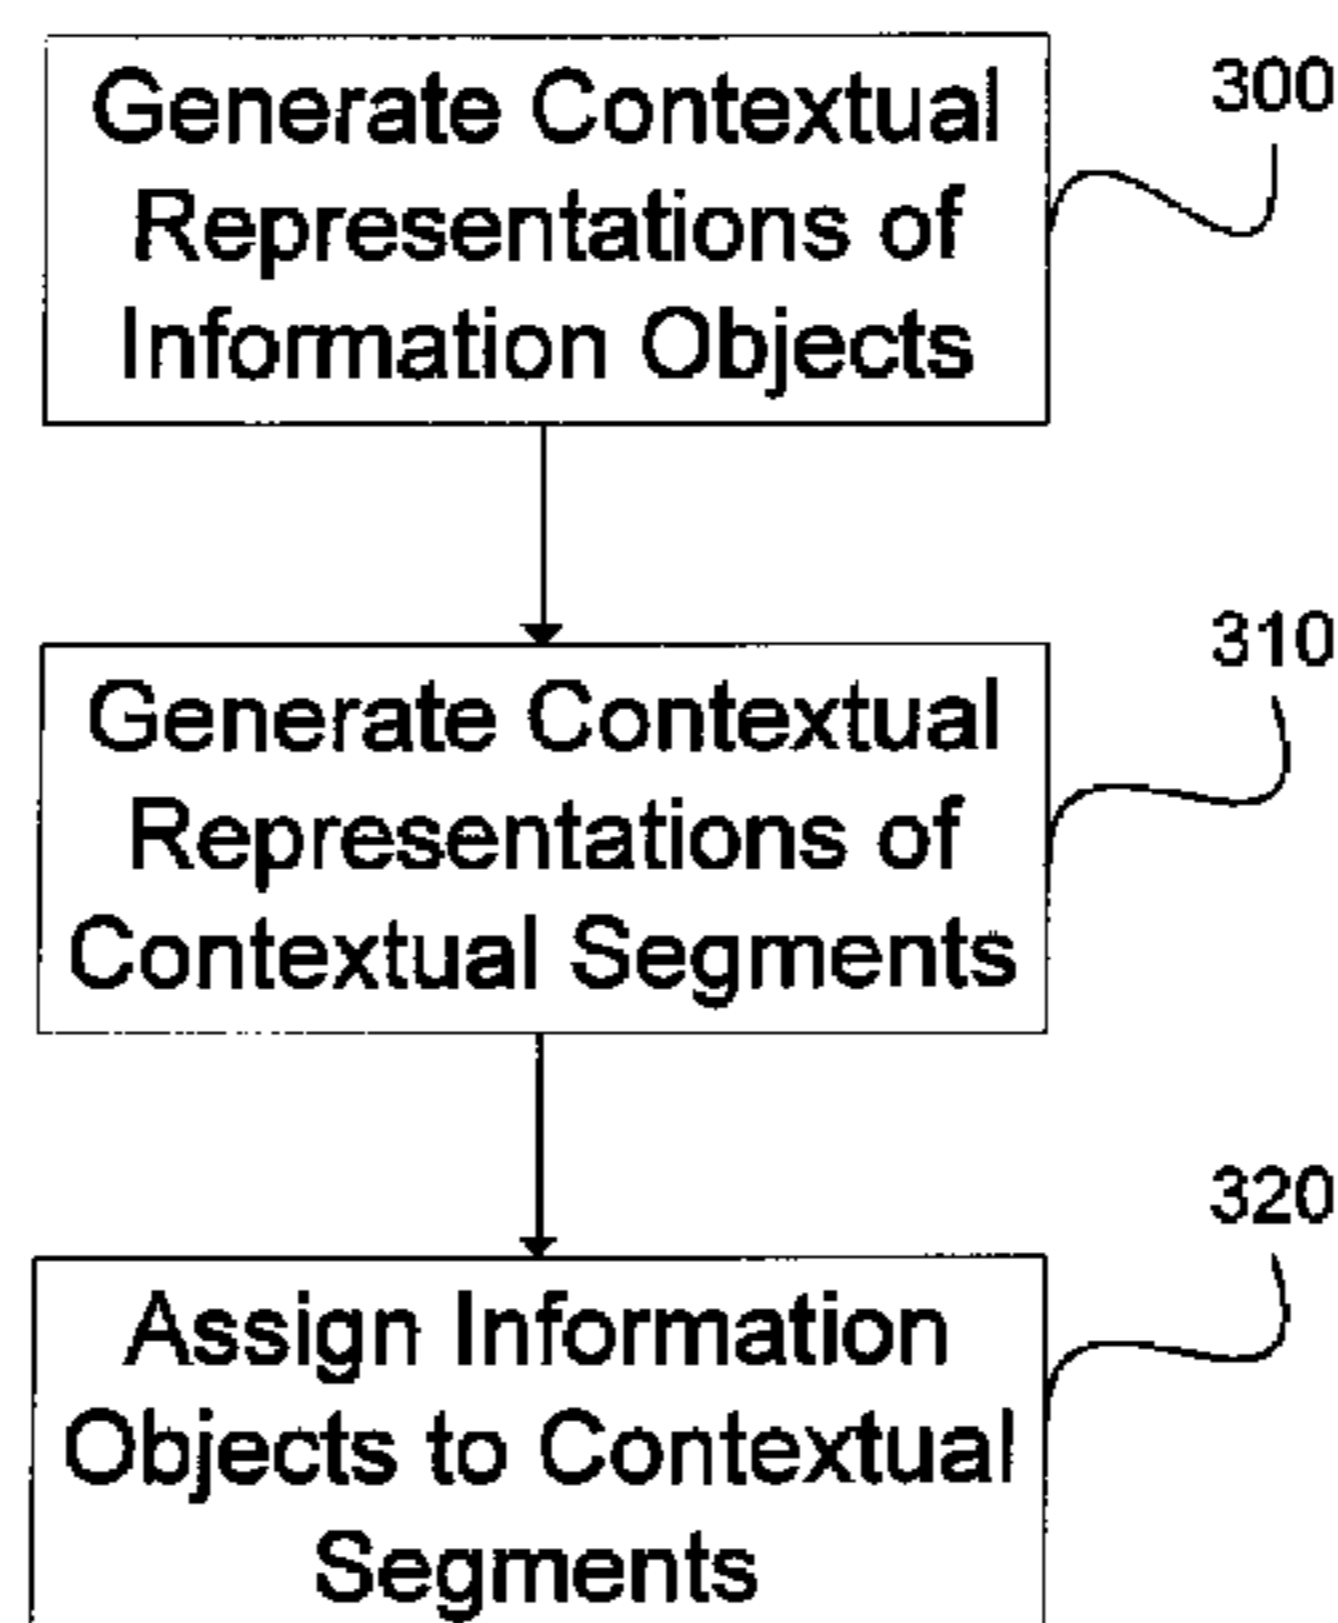 Generate Contextual
Representations of
Information Objects
300
Generate Contextual
Representations of
Contextual Segments
310
Assign Information
Objects to Contextual
Segments
320